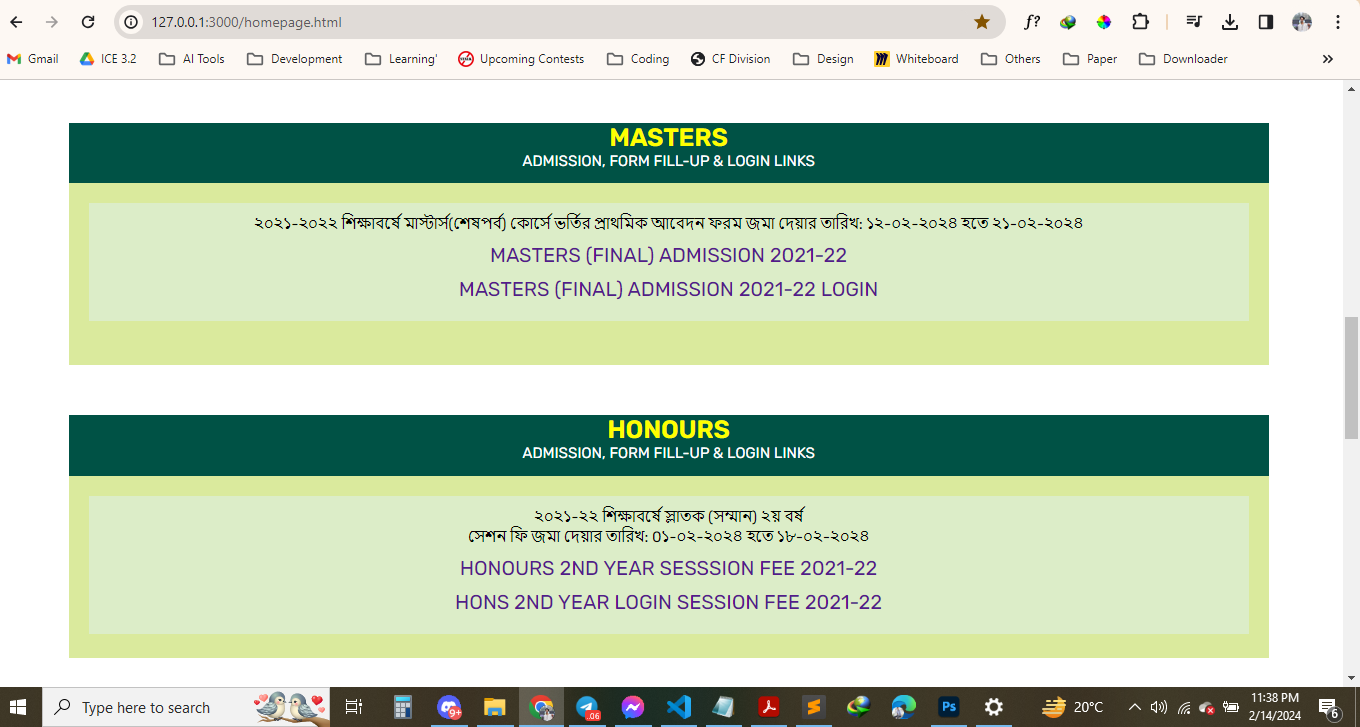 127.0.0.1:3000/homepage.html
f?
Gmail
ICE 3.2
AI Tools
Development
Learning'
Upcoming Contests
Coding
CF Division
Design
Whiteboard
Others
Paper
Downloader
»
MASTERS
ADMISSION, FORM FILL-UP & LOGIN LINKS
২০২১-২০২২ শিক্ষাবর্ষে মাস্টার্স(শেষপর্ব) কোর্সে ভর্তির প্রাথমিক আবেদন ফরম জমা দেয়ার তারিখ: ১২-০২-২০২৪ হতে ২১-০২-২০২৪
MASTERS (FINAL) ADMISSION 2021-22
MASTERS (FINAL) ADMISSION 2021-22 LOGIN
HONOURS
ADMISSION, FORM FILL-UP & LOGIN LINKS
২০২১-২২ শিক্ষাবর্ষে স্নাতক (সম্মান) ২য় বর্ষ
সেশন ফি জমা দেয়ার তারিখ: 0১-০২-২০২৪ হতে ১৮-০২-২০২৪
HONOURS 2ND YEAR SESSSION FEE 2021-22
HONS 2ND YEAR LOGIN SESSION FEE 2021-22
Type here to search
9+
.06
Ps
20°C
11:38 PM
2/14/2024
6